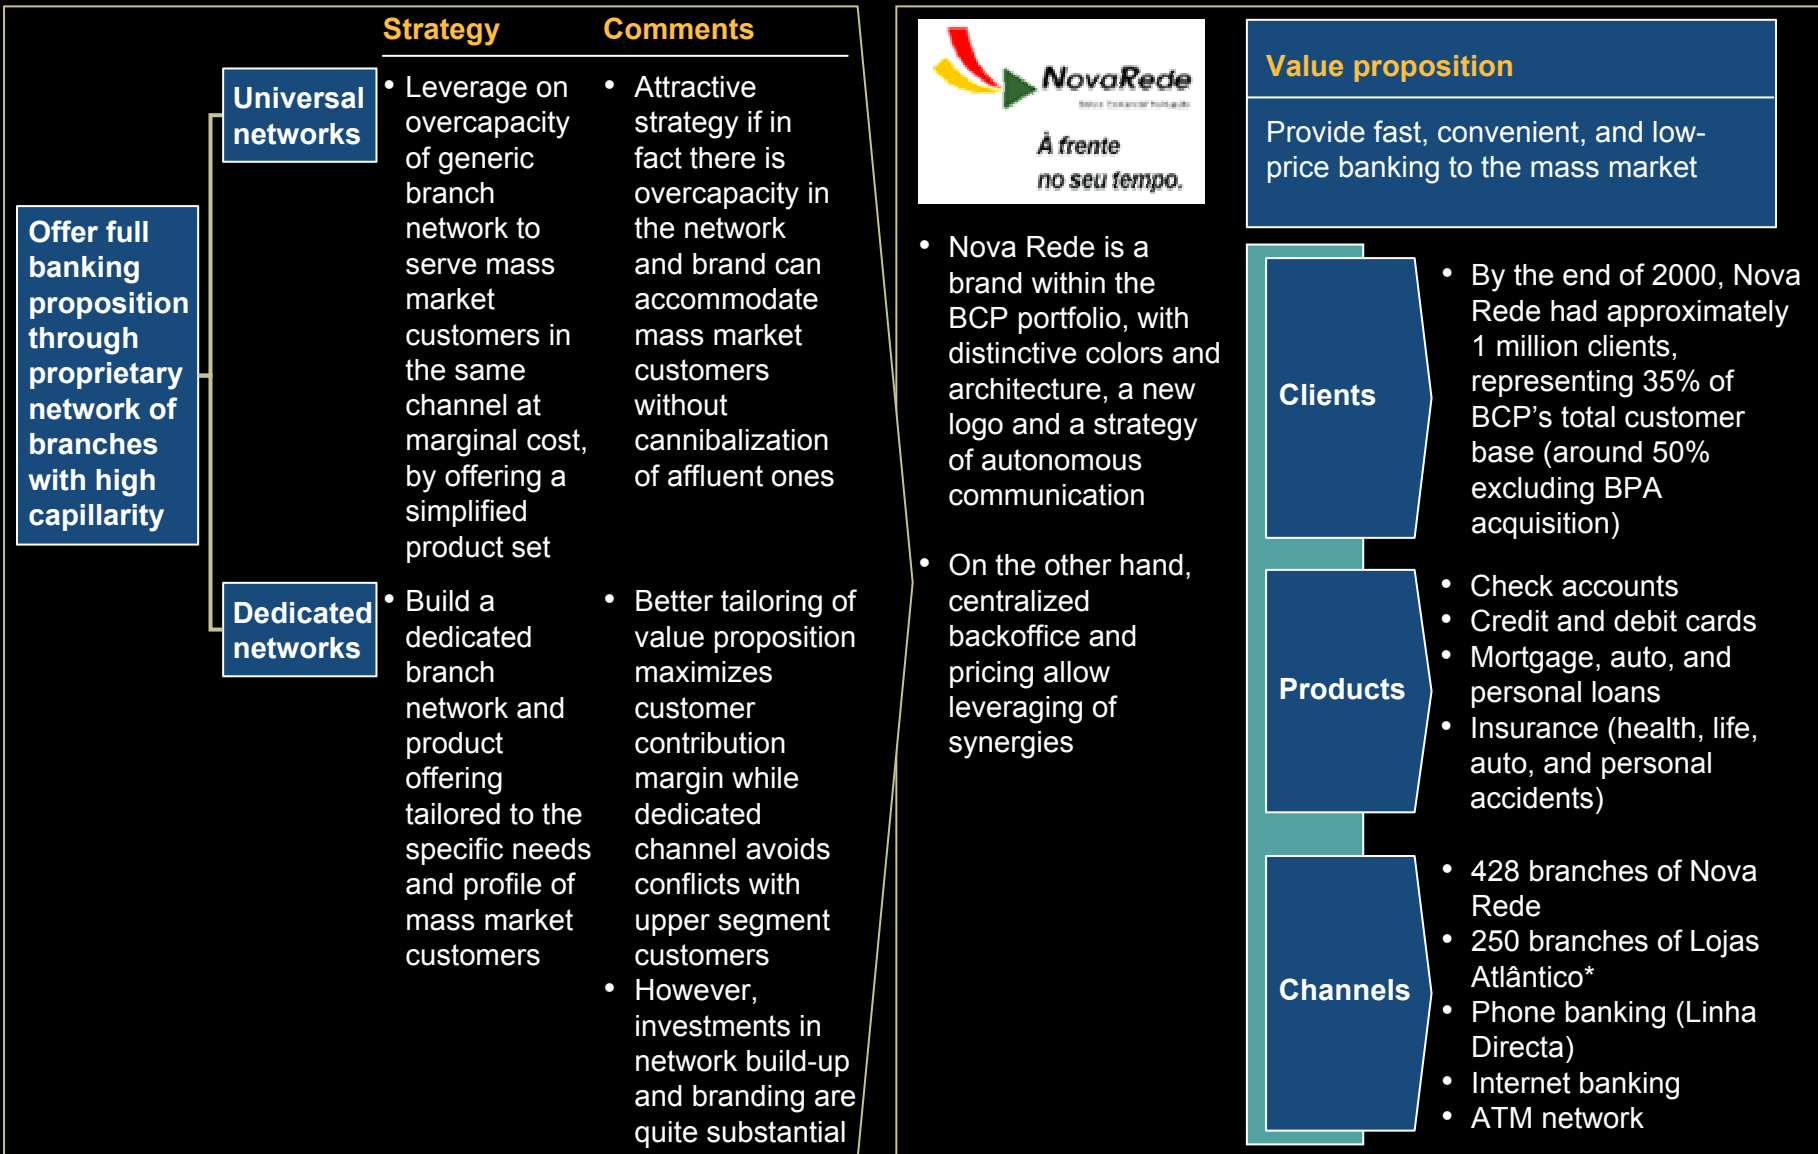 Strategy
Comments
Offer full
banking
proposition
through
proprietary
network of
branches
with high
capillarity
Universal
networks
• Leverage on
overcapacity
of generic
branch
network to
serve mass
market
customers in
the same
channel at
marginal cost,
by offering a
simplified
product set
• Attractive
strategy if in
fact there is
overcapacity in
the network
and brand can
accommodate
mass market
customers
without
cannibalization
of affluent ones
Dedicated
networks
• Build a
dedicated
branch
network and
product
offering
tailored to the
specific needs
and profile of
mass market
customers
• Better tailoring of
value proposition
maximizes
customer
contribution
margin while
dedicated
channel avoids
conflicts with
upper segment
customers
• However,
investments in
network build-up
and branding are
quite substantial
NovaRede
À frente
no seu tempo.
• Nova Rede is a
brand within the
BCP portfolio, with
distinctive colors and
architecture, a new
logo and a strategy
of autonomous
communication
• On the other hand,
centralized
backoffice and
pricing allow
leveraging of
synergies
Value proposition
Provide fast, convenient, and low-
price banking to the mass market
Clients
• By the end of 2000, Nova
Rede had approximately
1 million clients,
representing 35% of
BCP’s total customer
base (around 50%
excluding BPA
acquisition)
Products
• Check accounts
• Credit and debit cards
• Mortgage, auto, and
personal loans
• Insurance (health, life,
auto, and personal
accidents)
Channels
• 428 branches of Nova
Rede
• 250 branches of Lojas
Atlântico*
• Phone banking (Linha
Directa)
• Internet banking
• ATM network